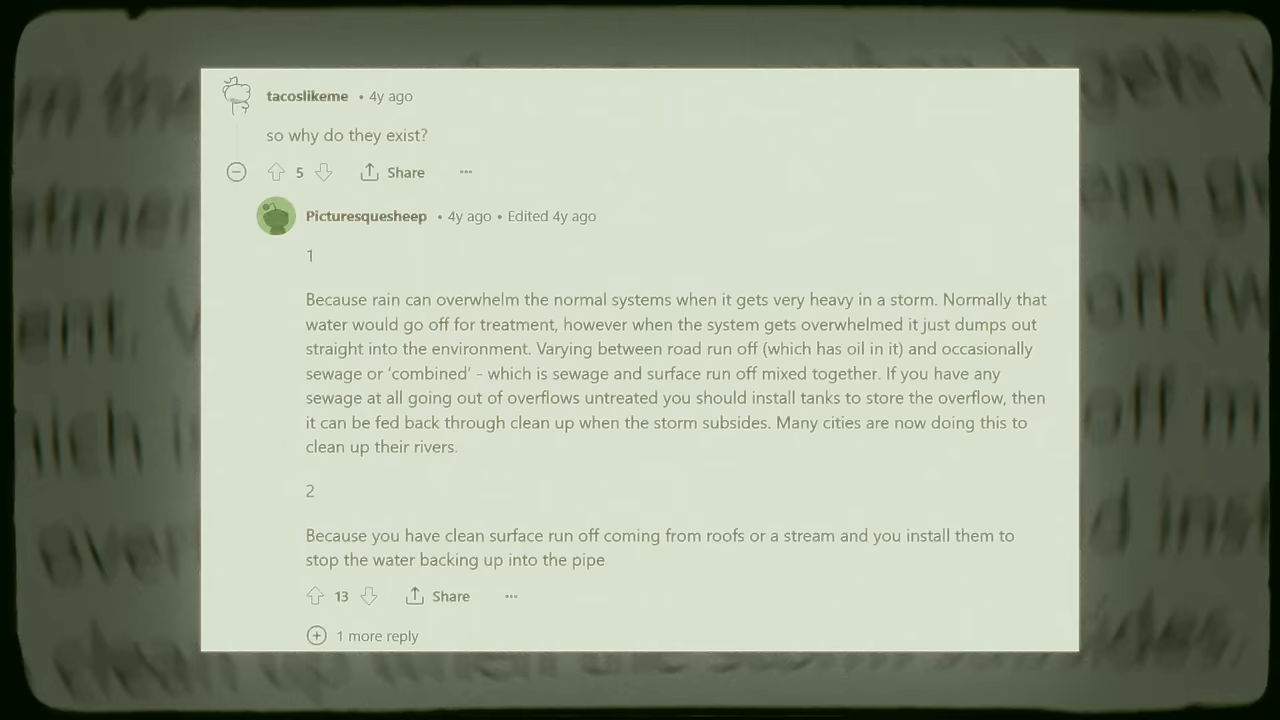 tacoslikeme • 4y ago
so why do they exist?
5 Share ···
Picturesquesheep • 4y ago • Edited 4y ago
1
Because rain can overwhelm the normal systems when it gets very heavy in a storm. Normally that
water would go off for treatment, however when the system gets overwhelmed it just dumps out
straight into the environment. Varying between road run off (which has oil in it) and occasionally
sewage or ‘combined’ - which is sewage and surface run off mixed together. If you have any
sewage at all going out of overflows untreated you should install tanks to store the overflow, then
it can be fed back through clean up when the storm subsides. Many cities are now doing this to
clean up their rivers.
2
Because you have clean surface run off coming from roofs or a stream and you install them to
stop the water backing up into the pipe
13 Share ···
1 more reply